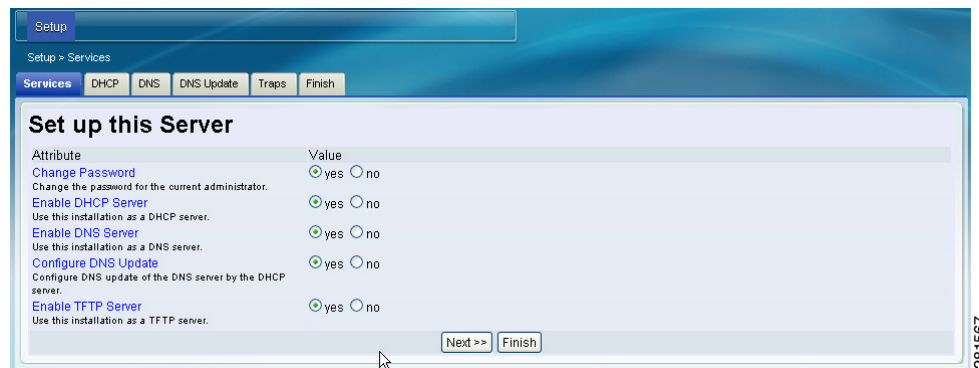 Setup
Setup > Services
Services DHCP DNS DNS Update Traps Finish
Set up this Server
Attribute Value
Change Password yes no
Change the password for the current administrator.
Enable DHCP Server yes no
Use this installation as a DHCP server.
Enable DNS Server yes no
Use this installation as a DNS server.
Configure DNS Update yes no
Configure DNS update of the DNS server by the DHCP
server.
Enable TFTP Server yes no
Use this installation as a TFTP server.
Next >> Finish